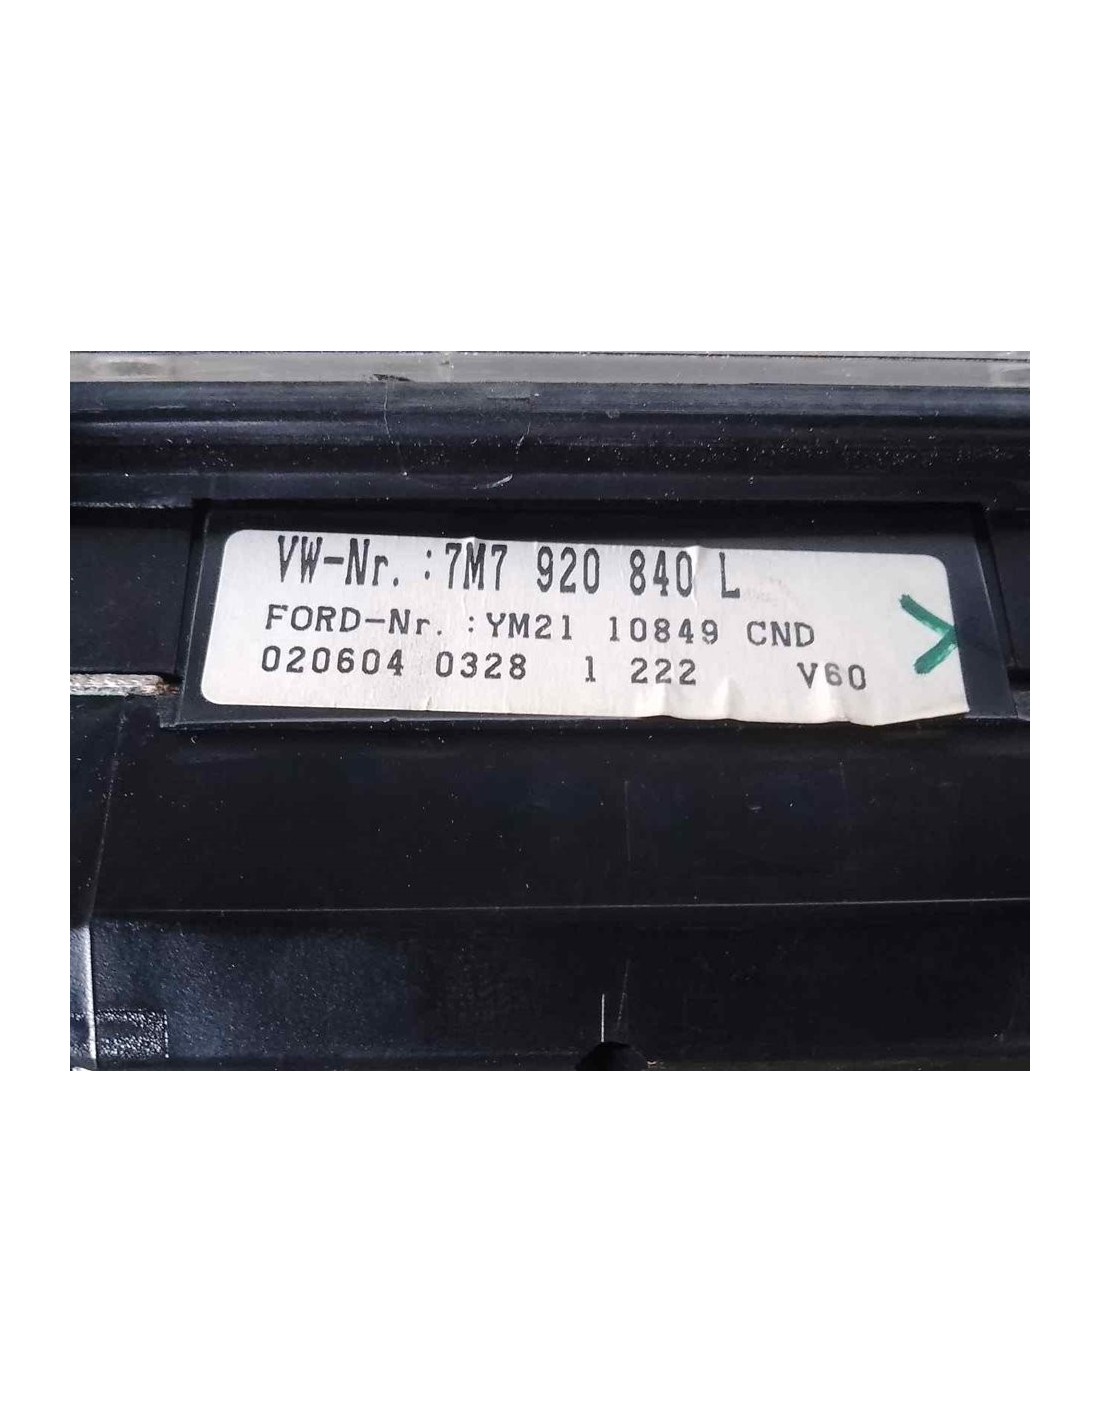 VW-Nr. :7M7 920 840 L
FORD-Nr. :YM21 10849 CND
020604 0328 1 222 V60